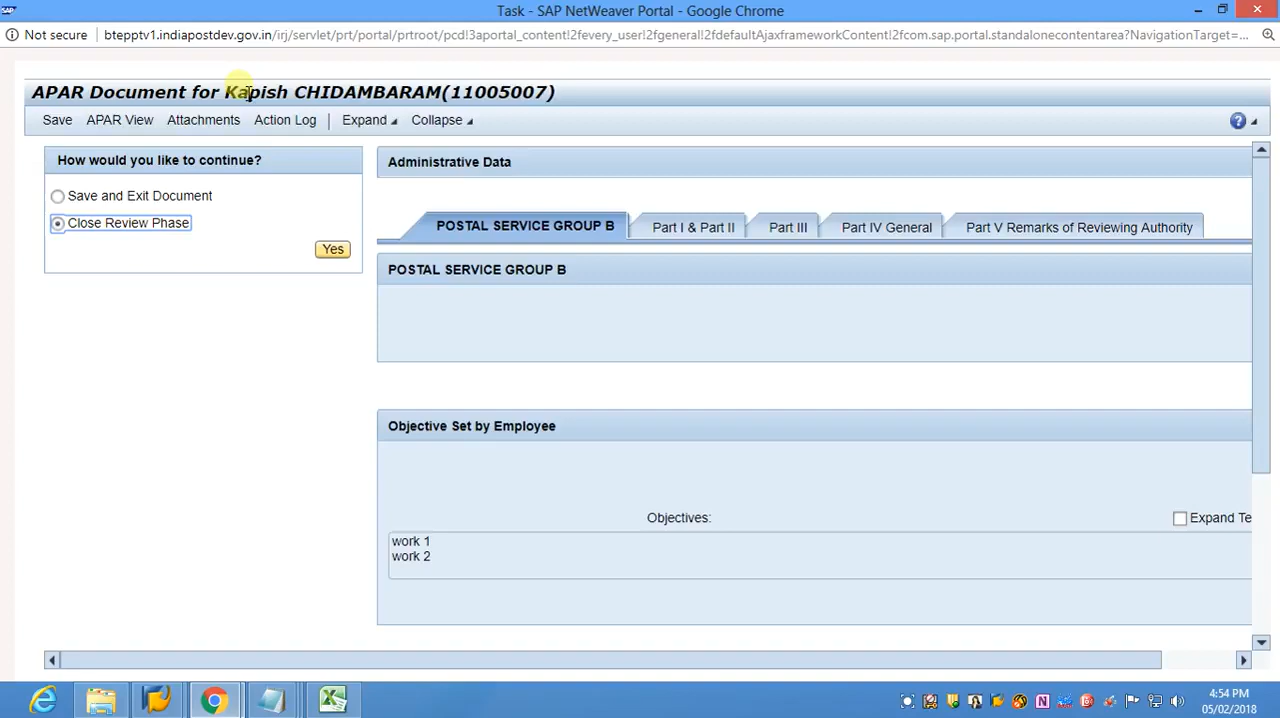 Task - SAP NetWeaver Portal - Google Chrome
Not secure btepptv1.indiapostdev.gov.in/irj/servlet/prt/portal/prtroot/pcd!3aportal_content!2fevery_user!2fgeneral!2fdefaultAjaxframeworkContent!2fcom.sap.portal.standalonecontentarea?NavigationTarget=...
APAR Document for Kapish CHIDAMBARAM(11005007)
Save APAR View Attachments Action Log Expand Collapse
How would you like to continue?
Save and Exit Document
Close Review Phase
Yes
Administrative Data
POSTAL SERVICE GROUP B Part I & Part II Part III Part IV General Part V Remarks of Reviewing Authority
POSTAL SERVICE GROUP B
Objective Set by Employee
Objectives: Expand Te
work 1
work 2
4:54 PM
05/02/2018